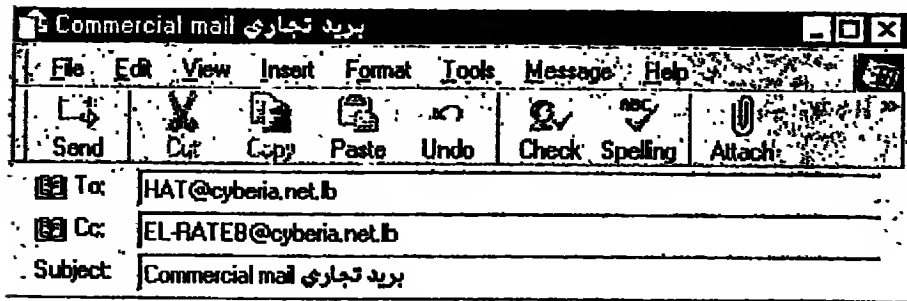 Commercial mail بريد تجاري
File Edit View Insert Format Tools Message Help
Send Cut Copy Paste Undo Check Spelling Attach
To: HAT@cyberia.net.lb
Cc: EL-RATEB@cyberia.net.lb
Subject: Commercial mail بريد تجاري